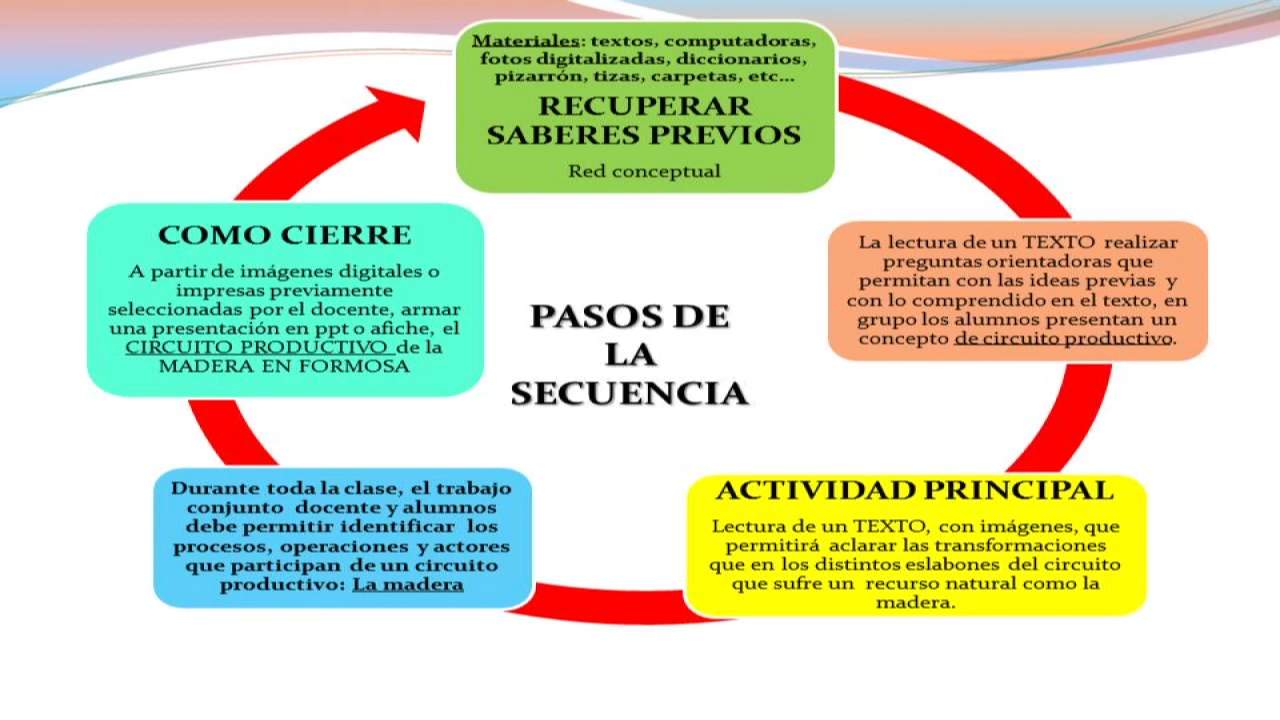 Materiales: textos, computadoras,
fotos digitalizadas, diccionarios,
pizarrón, tizas, carpetas, etc...
RECUPERAR
SABERES PREVIOS
Red conceptual
La lectura de un TEXTO realizar
preguntas orientadoras que
permitan con las ideas previas y
con lo comprendido en el texto, en
grupo los alumnos presentan un
concepto de circuito productivo.
ACTIVIDAD PRINCIPAL
Lectura de un TEXTO, con imágenes, que
permitirá aclarar las transformaciones
que en los distintos eslabones del circuito
que sufre un recurso natural como la
madera.
Durante toda la clase, el trabajo
conjunto docente y alumnos
debe permitir identificar los
procesos, operaciones y actores
que participan de un circuito
productivo: La madera
COMO CIERRE
A partir de imágenes digitales o
impresas previamente
seleccionadas por el docente, armar
una presentación en ppt o afiche, el
CIRCUITO PRODUCTIVO de la
MADERA EN FORMOSA
PASOS DE
LA
SECUENCIA